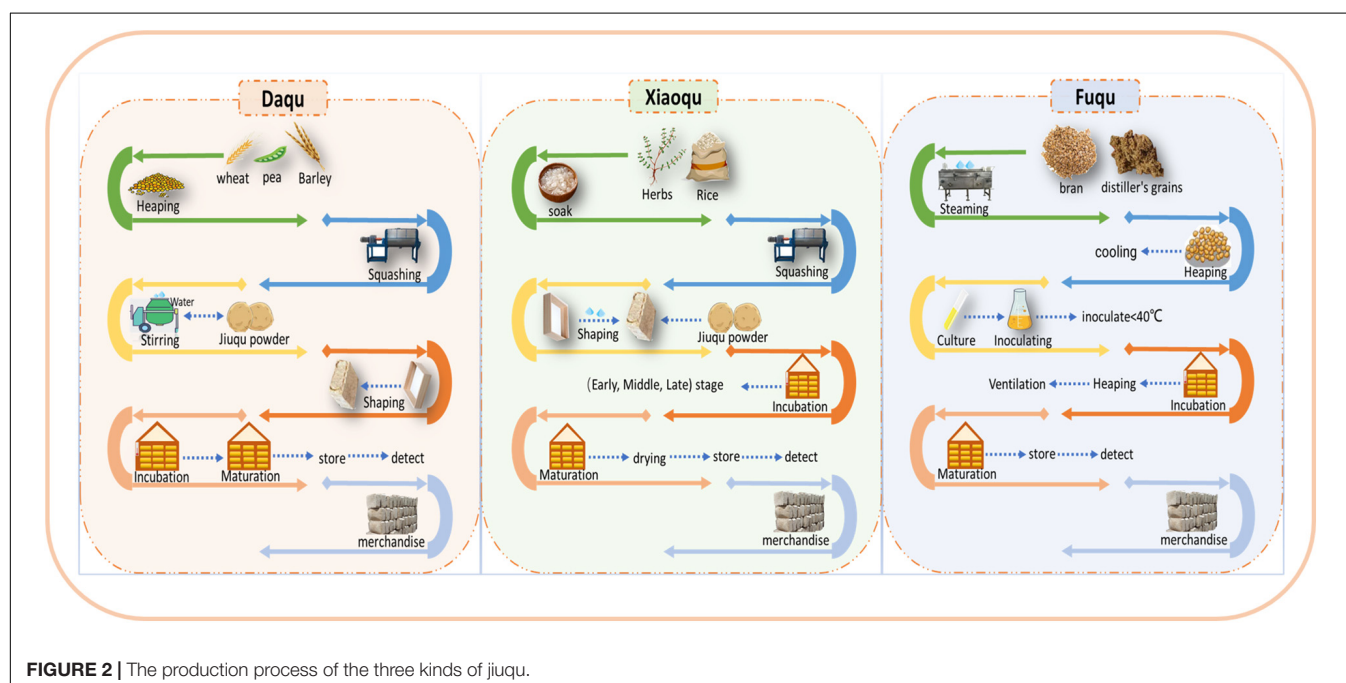 Daqu
wheat
pea
Barley
Heaping
Squashing
Water
Stirring
Jiuqu powder
Shaping
Incubation
Maturation
store
detect
merchandise
Xiaoqu
soak
Herbs
Rice
Squashing
Shaping
Jiuqu powder
(Early, Middle, Late) stage
Incubation
Maturation
drying
store
detect
merchandise
Fuqu
bran
distiller's grains
Steaming
cooling
Heaping
Culture
Inoculating
inoculate<40℃
Ventilation
Heaping
Incubation
Maturation
store
detect
merchandise
FIGURE 2 | The production process of the three kinds of jiuqu.